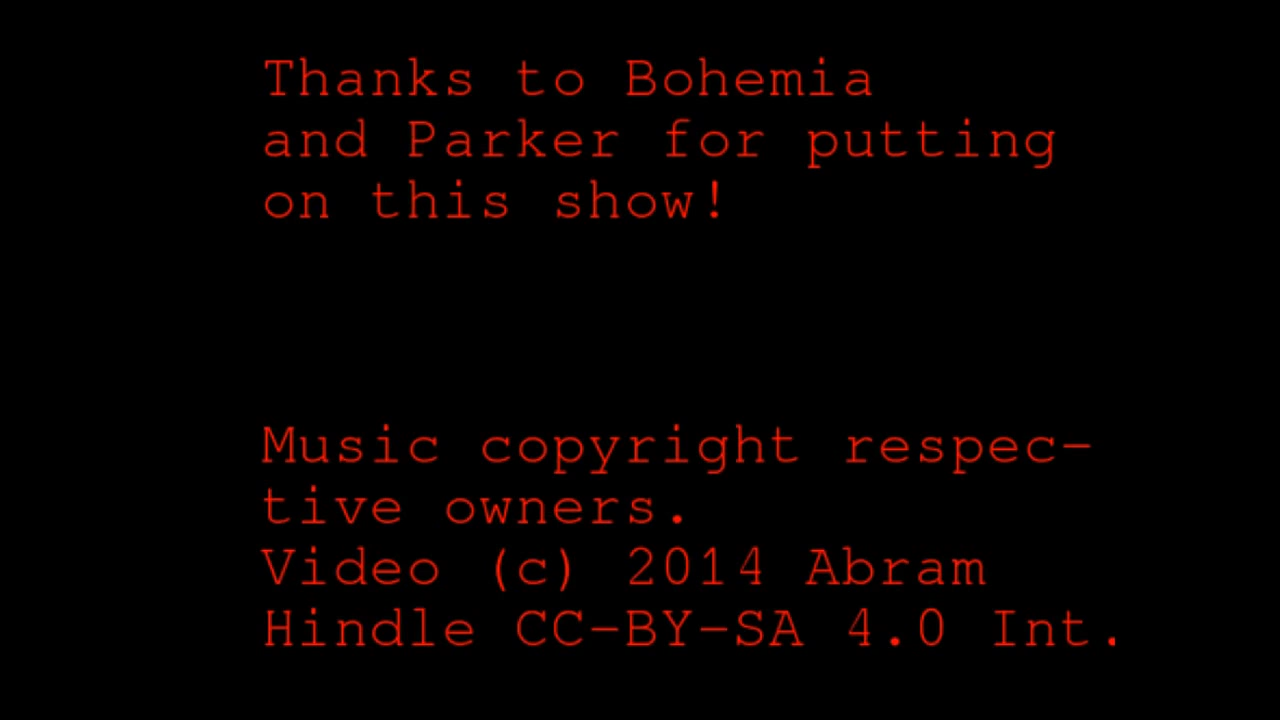 Thanks to Bohemia
and Parker for putting
on this show!
Music copyright respec-
tive owners.
Video (c) 2014 Abram
Hindle CC-BY-SA 4.0 Int.